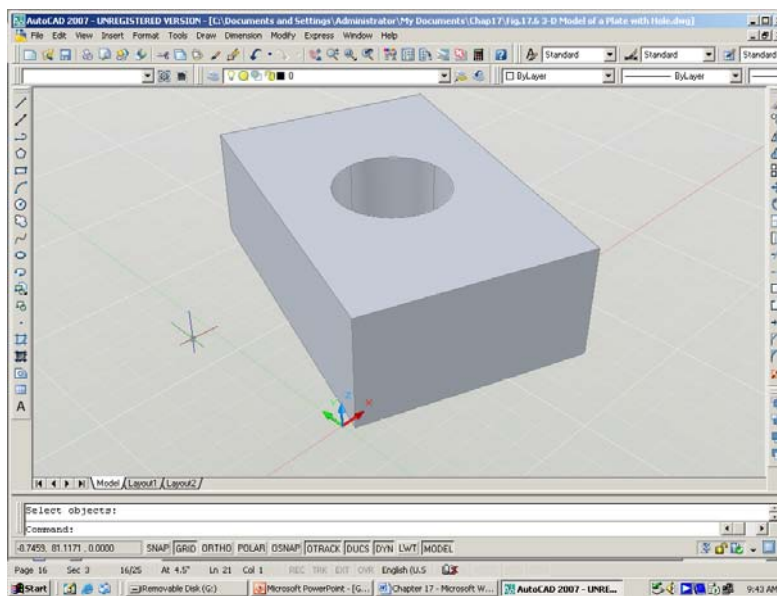 AutoCAD 2007 - UNREGISTERED VERSION - [C:\Documents and Settings\Administrator\My Documents\Chap17\Fig.17.6 3-D Model of a Plate with Hole.dwg]
File Edit View Insert Format Tools Draw Dimension Modify Express Window Help
Standard Standard Standard
0 ByLayer ByLayer
Z
Y X
Model Layout1 Layout2
Select objects:
Command:
-8.7459, 81.1171, 0.0000 SNAP GRID ORTHO POLAR OSNAP OTRACK DUCS DYN LWT MODEL
Page 16 Sec 3 16/25 At 4.5" Ln 21 Col 1 REC TRK EXT OVR English (U.S
Start Removable Disk (G:) Microsoft PowerPoint - [G... Chapter 17 - Microsoft W... AutoCAD 2007 - UNRE... 9:43 AM